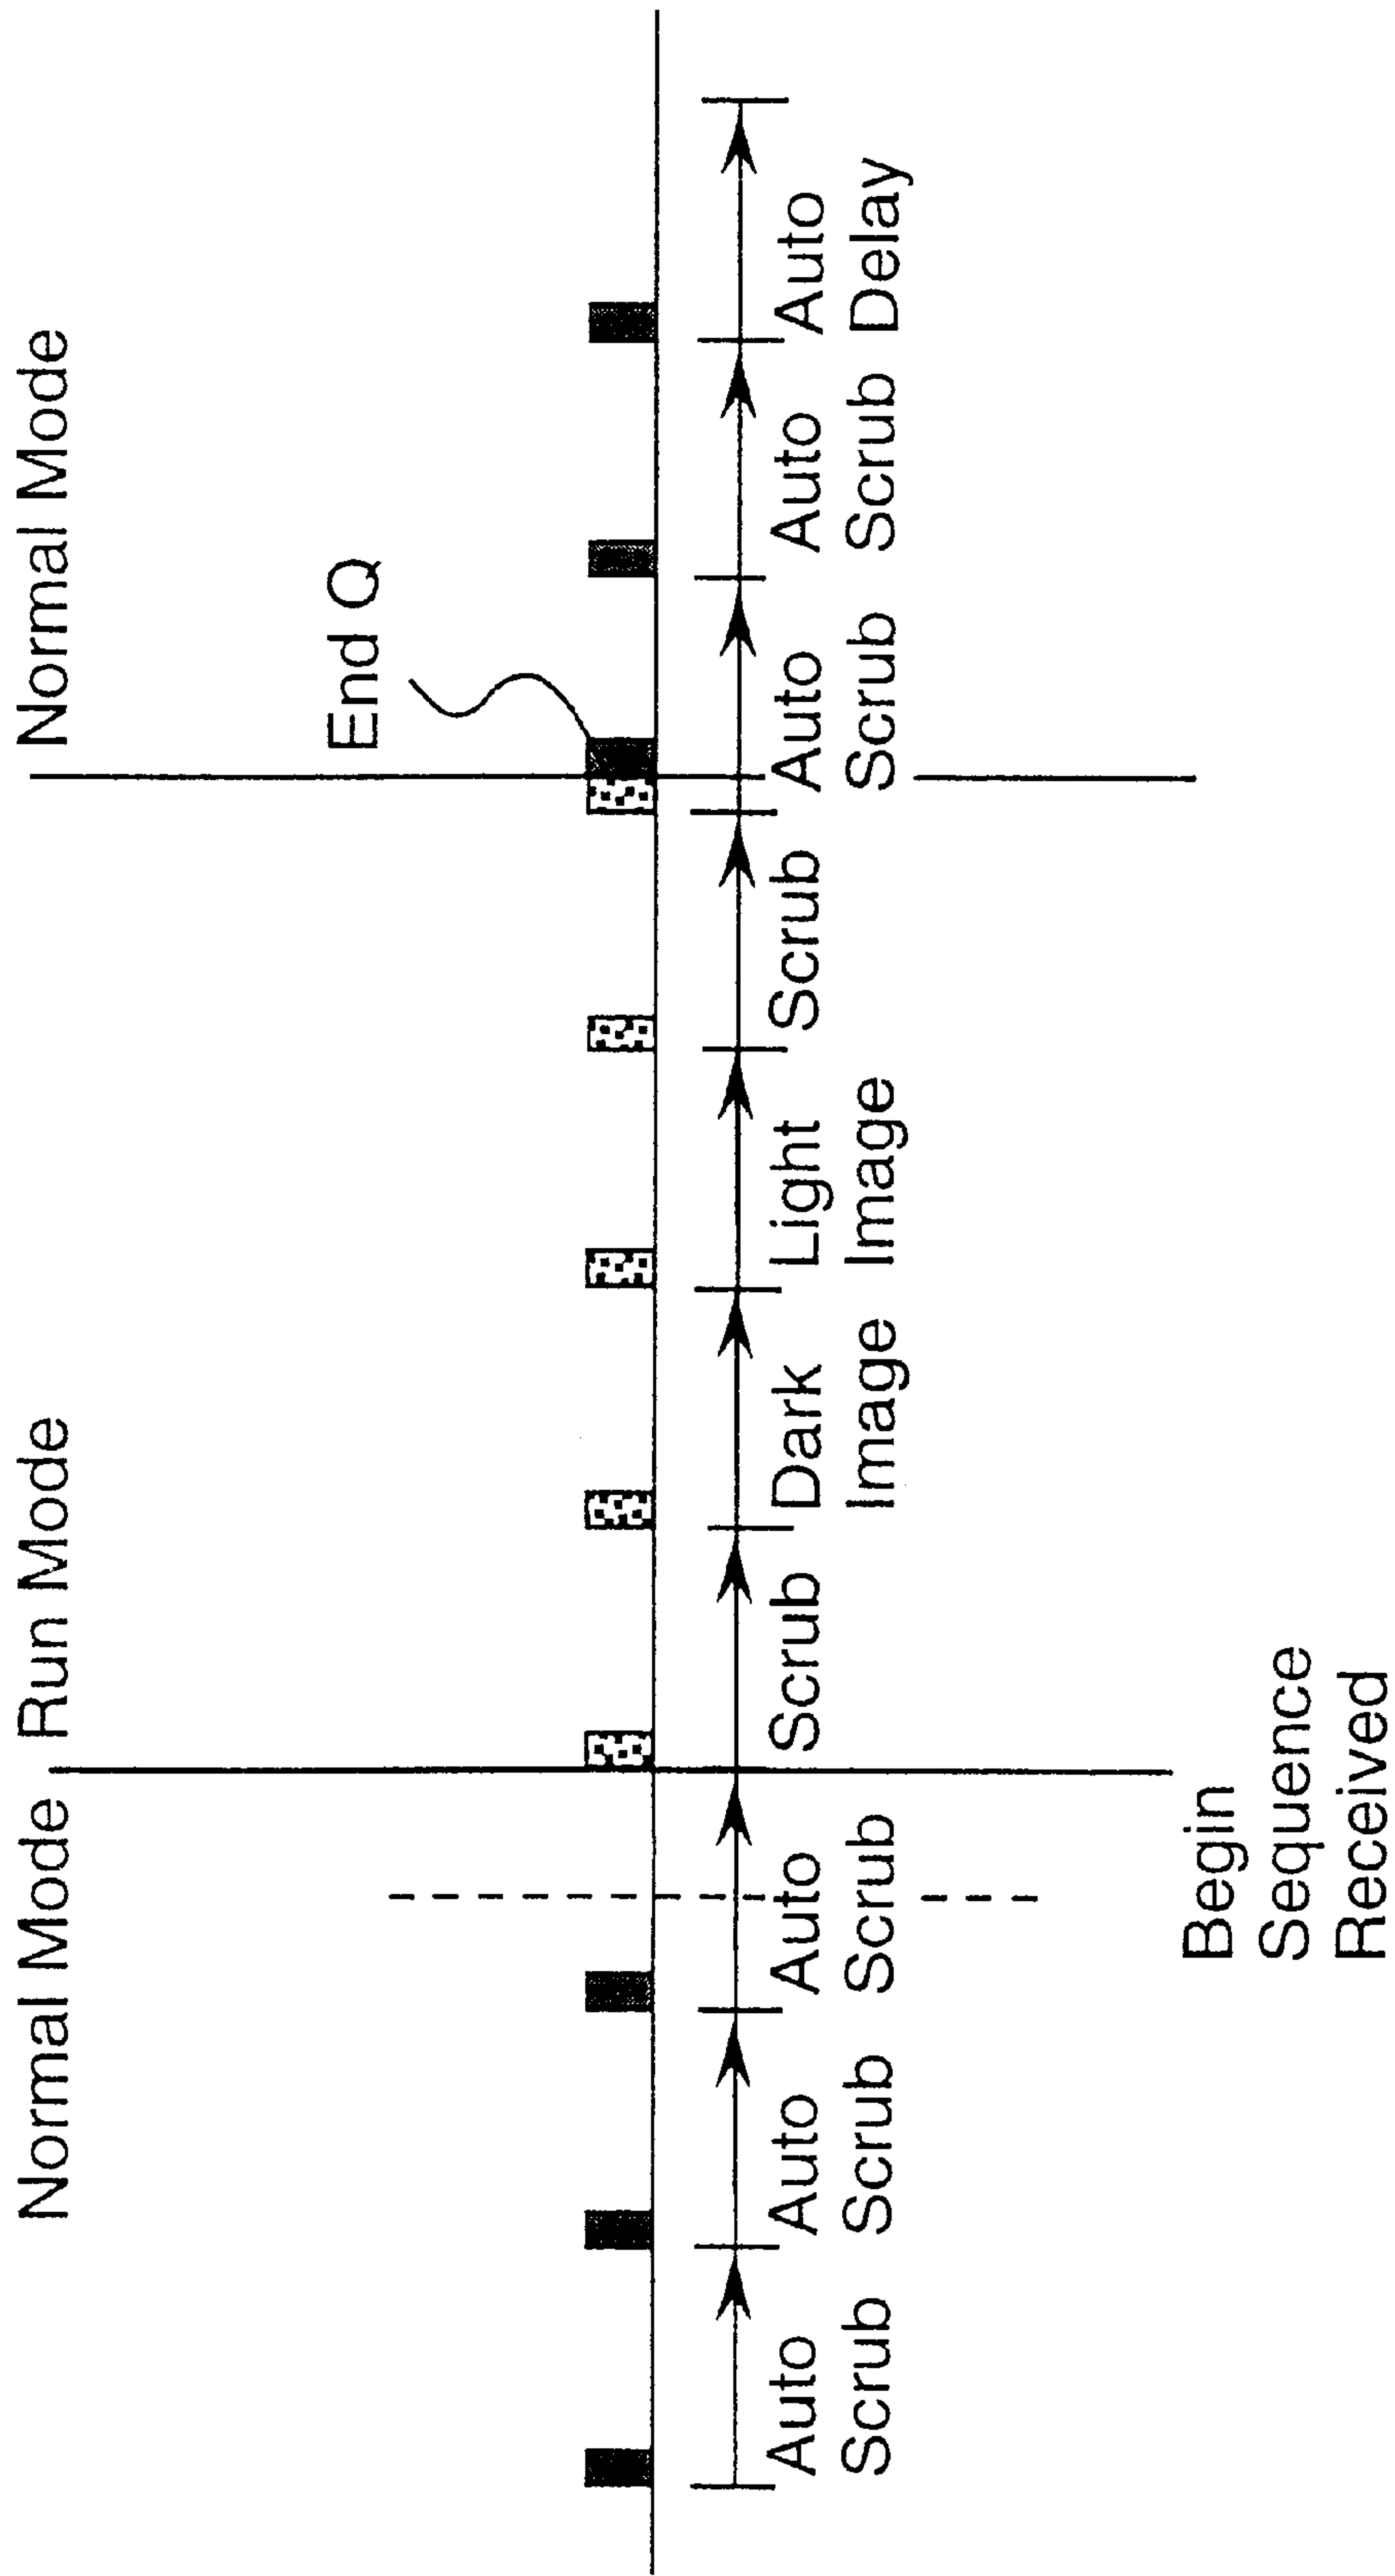 Normal Mode
Run Mode
Normal Mode
End Q
Auto
Scrub
Auto
Scrub
Auto
Scrub
Scrub
Dark
Image
Light
Image
Scrub
Auto
Scrub
Auto
Scrub
Auto
Delay
Begin
Sequence
Received